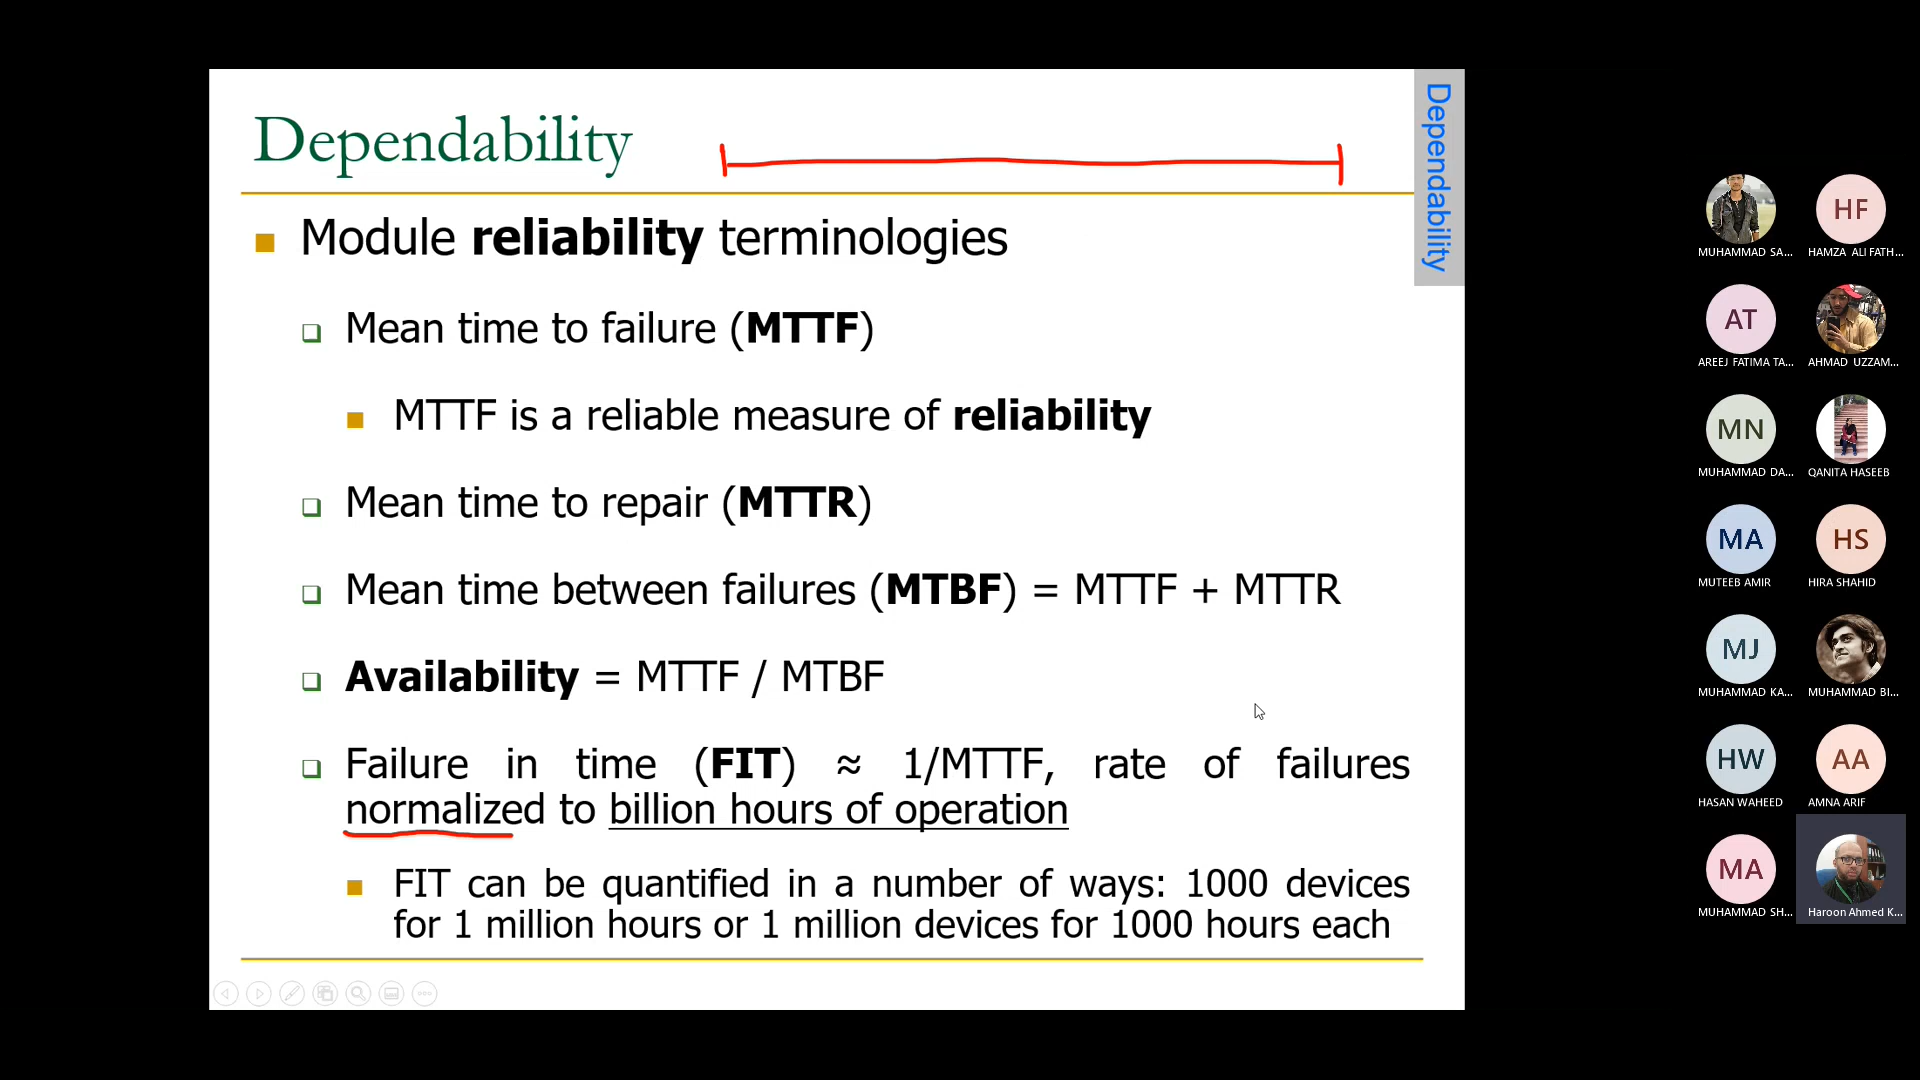 Dependability
Dependability
Module reliability terminologies
Mean time to failure (MTTF)
MTTF is a reliable measure of reliability
Mean time to repair (MTTR)
Mean time between failures (MTBF) = MTTF + MTTR
Availability = MTTF / MTBF
Failure in time (FIT) ≈ 1/MTTF, rate of failures
normalized to billion hours of operation
FIT can be quantified in a number of ways: 1000 devices
for 1 million hours or 1 million devices for 1000 hours each
MUHAMMAD SA...
HF
HAMZA ALI FATH...
AT
AREEJ FATIMA TA...
AHMAD UZZAM...
MN
MUHAMMAD DA...
QANITA HASEEB
MA
MUTEEB AMIR
HS
HIRA SHAHID
MJ
MUHAMMAD KA...
MUHAMMAD BI...
HW
HASAN WAHEED
AA
AMNA ARIF
MA
MUHAMMAD SH...
Haroon Ahmed K...